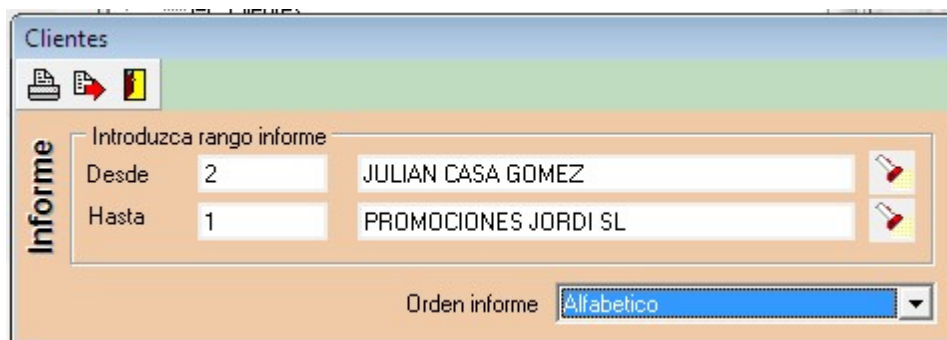 Clientes
Informe
Introduzca rango informe
Desde 2 JULIAN CASA GOMEZ
Hasta 1 PROMOCIONES JORDI SL
Orden informe Alfabetico